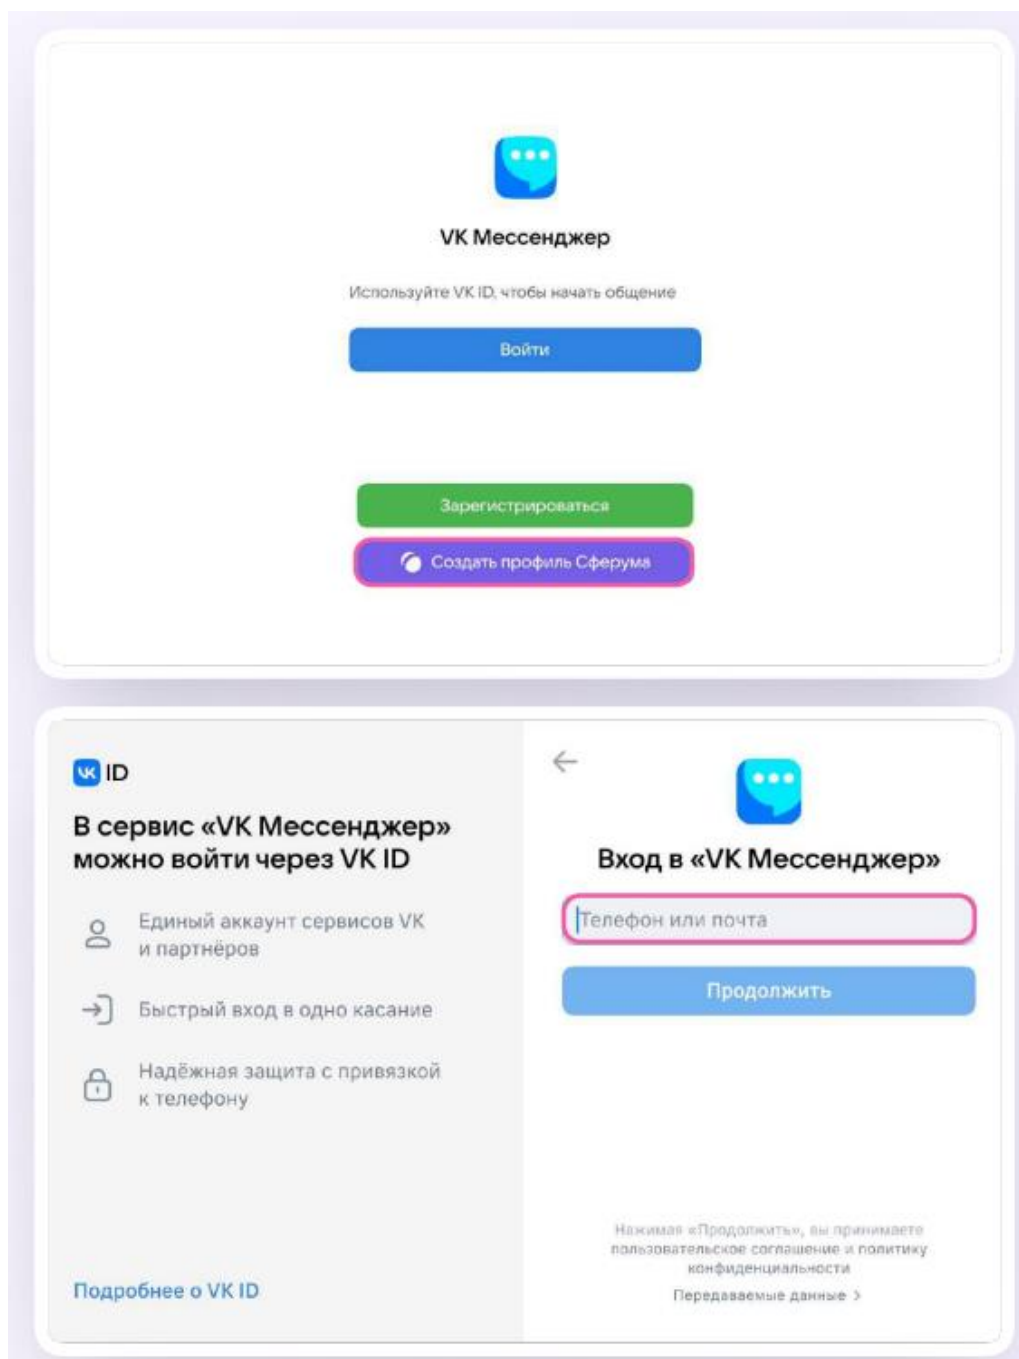 VK Мессенджер
Используйте VK ID, чтобы начать общение
Войти
Зарегистрироваться
Создать профиль Сферума
VK ID
В сервис «VK Мессенджер»
можно войти через VK ID
Единый аккаунт сервисов VK
и партнёров
Быстрый вход в одно касание
Надёжная защита с привязкой
к телефону
Подробнее о VK ID
Вход в «VK Мессенджер»
Телефон или почта
Продолжить
Нажимая «Продолжить», вы принимаете
пользовательское соглашение и политику
конфиденциальности
Передаваемые данные >